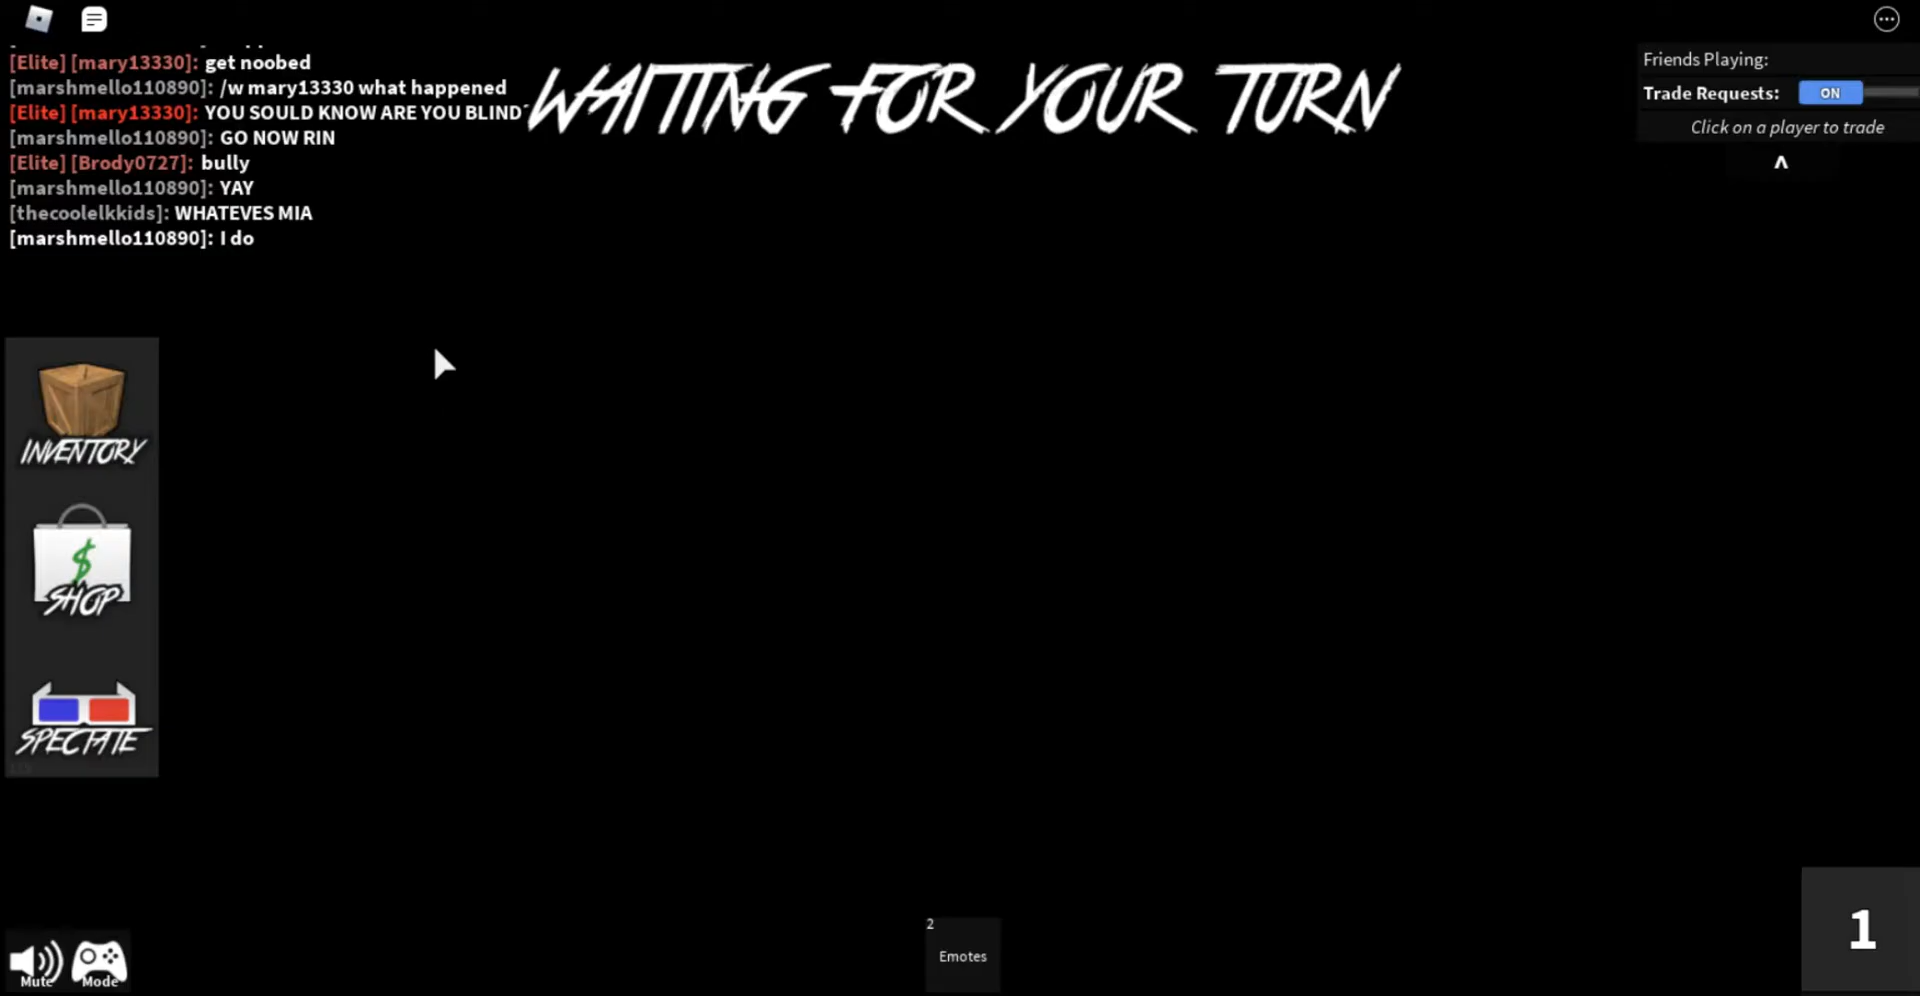 [Elite] [mary13330]: get noobed
[marshmello110890]: /w mary13330 what happened
[Elite] [mary13330]: YOU SOULD KNOW ARE YOU BLIND
[marshmello110890]: GO NOW RIN
[Elite] [Brody0727]: bully
[marshmello110890]: YAY
[thecoolelkkids]: WHATEVES MIA
[marshmello110890]: I do
WAITING FOR YOUR TURN
Friends Playing:
Trade Requests: ON
Click on a player to trade
INVENTORY
$
SHOP
SPECTATE
Mute
Mode
2
Emotes
1